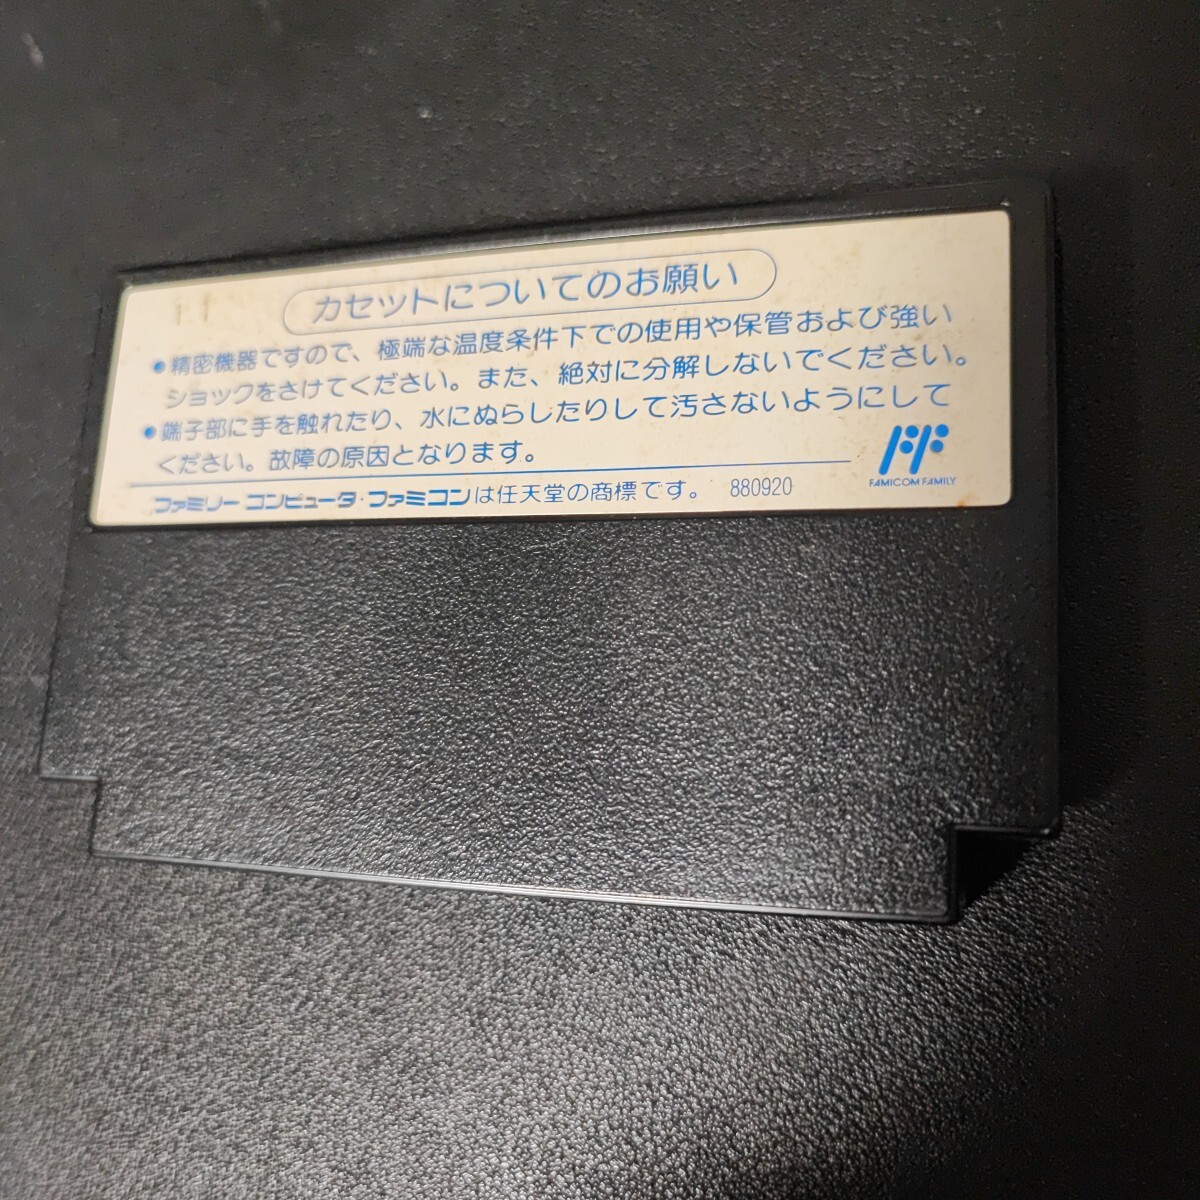 カセットについてのお願い
●精密機器ですので、極端な温度条件下での使用や保管および強い
ショックをさけてください。また、絶対に分解しないでください。
●端子部に手を触れたり、水にぬらしたりして汚さないようにして
ください。故障の原因となります。
ファミリーコンピュータ・ファミコンは任天堂の商標です。 880920
FF
FAMICOM FAMILY